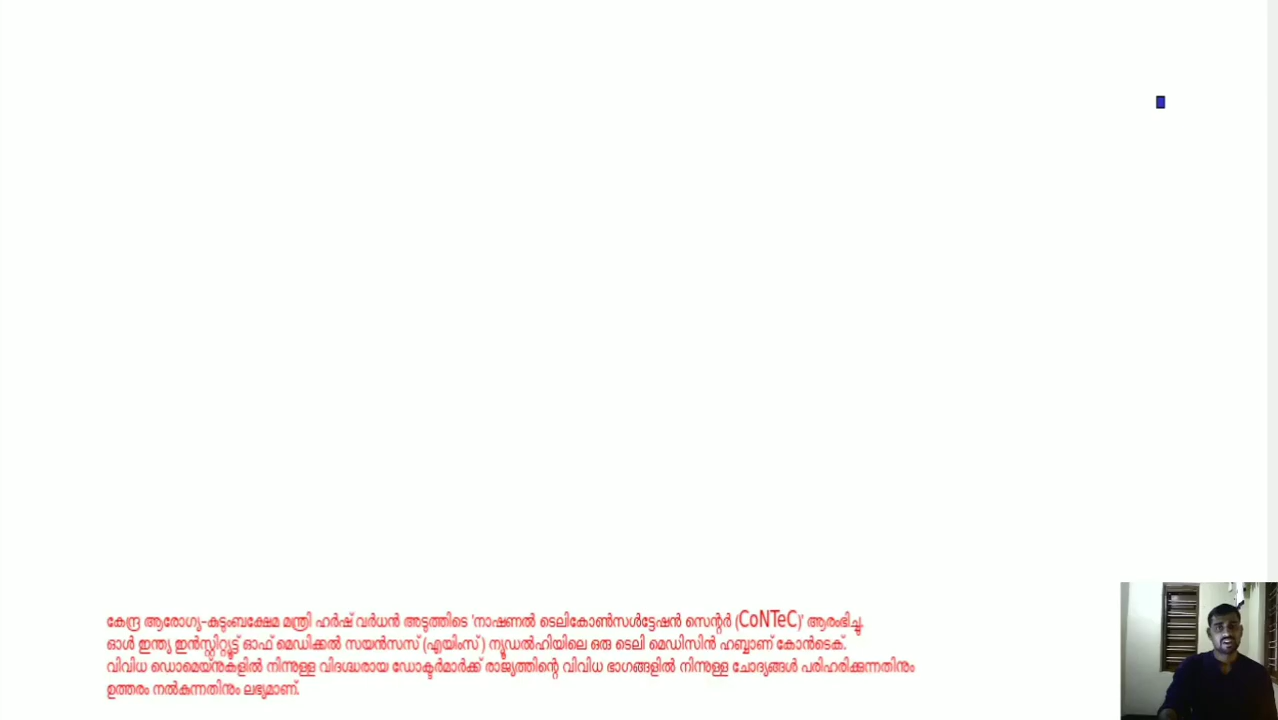 കേന്ദ്ര ആരോഗ്യ-കുടുംബക്ഷേമ മന്ത്രി ഹർഷ് വർധൻ അടുത്തിടെ 'നാഷണൽ ടെലികോൺസൾട്ടേഷൻ സെന്റർ (CoNTeC)' ആരംഭിച്ചു.
ഓൾ ഇന്ത്യ ഇൻസ്റ്റിറ്റ്യൂട്ട് ഓഫ് മെഡിക്കൽ സയൻസസ് (എയിംസ് ) ന്യൂഡൽഹിയിലെ ഒരു ടെലി മെഡിസിൻ ഹബ്ബാണ് കോൻടെക്.
വിവിധ ഡൊമെയ്നുകളിൽ നിന്നുള്ള വിദഗ്ദ്ധരായ ഡോക്ടർമാർക്ക് രാജ്യത്തിന്റെ വിവിധ ഭാഗങ്ങളിൽ നിന്നുള്ള ചോദ്യങ്ങൾ പരിഹരിക്കുന്നതിനും
ഉത്തരം നൽകുന്നതിനും ലഭ്യമാണ്.